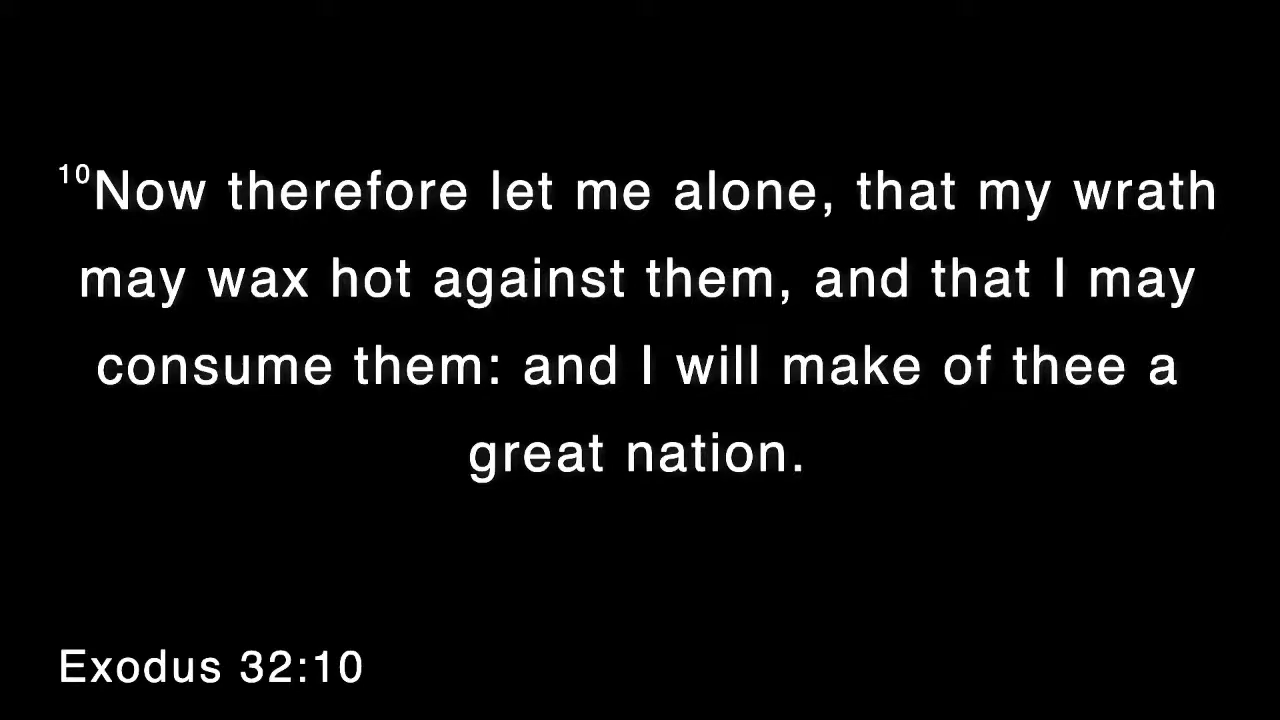 10Now therefore let me alone, that my wrath
may wax hot against them, and that I may
consume them: and I will make of thee a
great nation.
Exodus 32:10